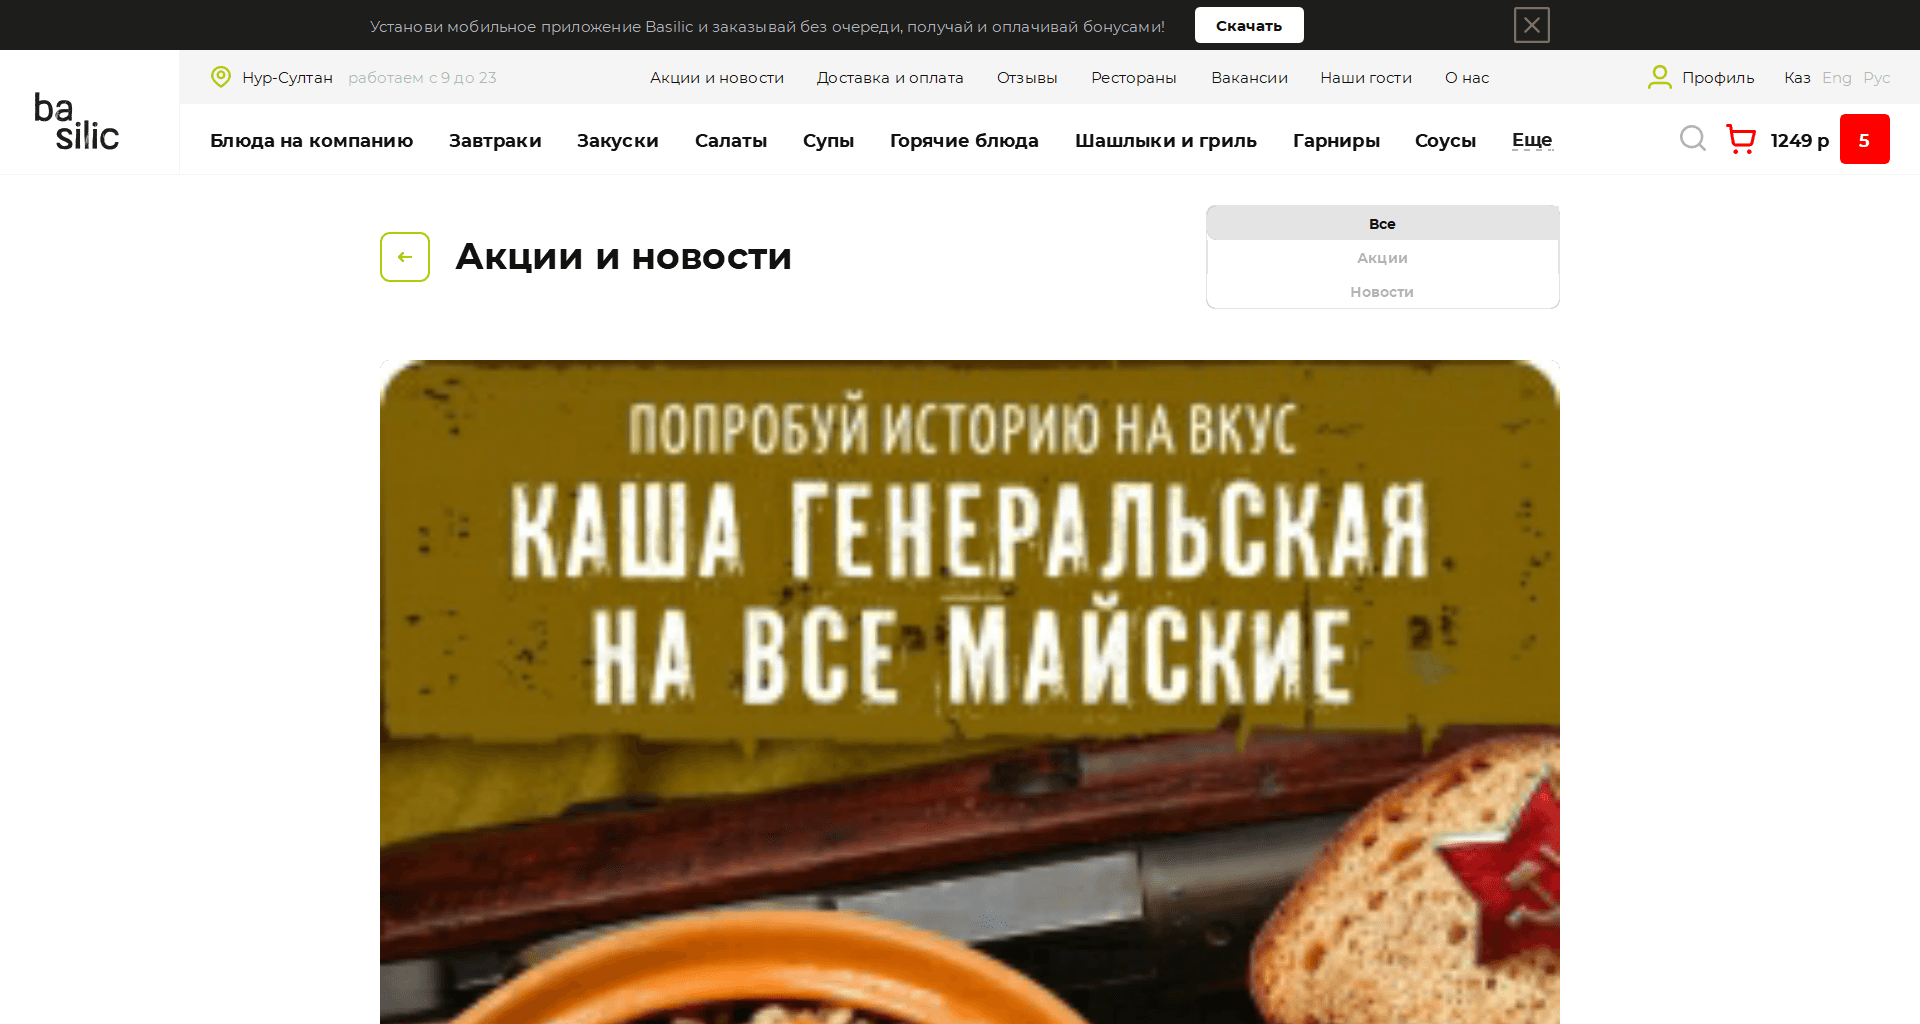 Установи мобильное приложение Basilic и заказывай без очереди, получай и оплачивай бонусами!
Скачать
ba
silic
Нур-Султан работаем с 9 до 23
Акции и новости Доставка и оплата Отзывы Рестораны Вакансии Наши гости О нас
Профиль Каз Eng Рус
Блюда на компанию Завтраки Закуски Салаты Супы Горячие блюда Шашлыки и гриль Гарниры Соусы Еще
1249 р 5
Акции и новости
Все
Акции
Новости
ПОПРОБУЙ ИСТОРИЮ НА ВКУС
КАША ГЕНЕРАЛЬСКАЯ
НА ВСЕ МАЙСКИЕ